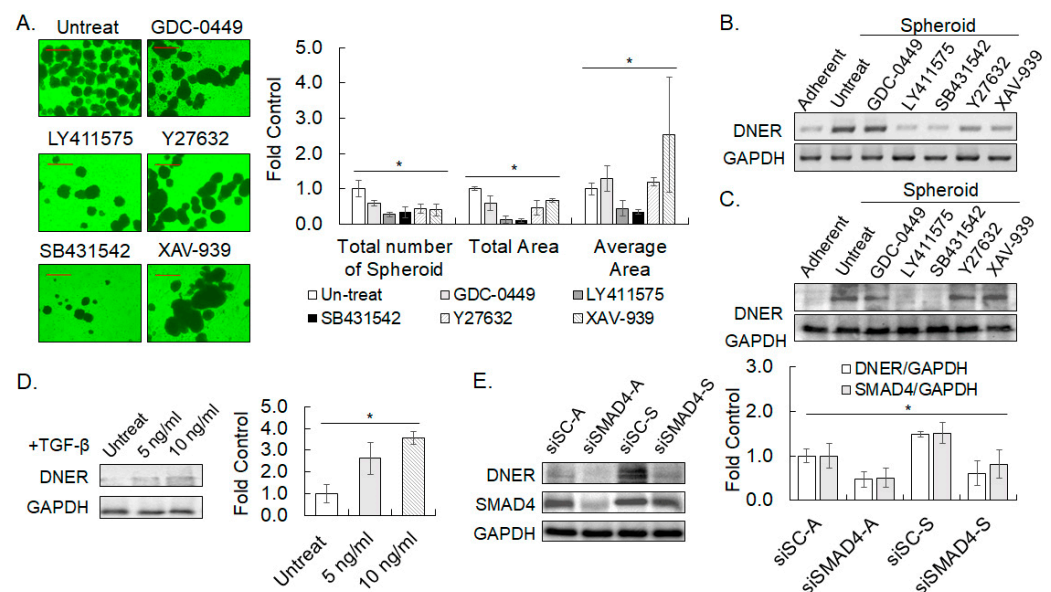 A.
Untreat GDC-0449
LY411575 Y27632
SB431542 XAV-939
Fold Control
5.0
4.0
3.0
2.0
1.0
0.0
Total number of Spheroid
Total Area
Average Area
Un-treat GDC-0449 LY411575
SB431542 Y27632 XAV-939
B.
Spheroid
Adherent
Untreat
GDC-0449
LY411575
SB431542
Y27632
XAV-939
DNER
GAPDH
C.
Spheroid
Adherent
Untreat
GDC-0449
LY411575
SB431542
Y27632
XAV-939
DNER
GAPDH
D.
+TGF-β
Untreat
5 ng/ml
10 ng/ml
DNER
GAPDH
Fold Control
5.0
4.0
3.0
2.0
1.0
0.0
*
Untreat
5 ng/ml
10 ng/ml
E.
siSC-A
siSMAD4-A
siSC-S
siSMAD4-S
DNER
SMAD4
GAPDH
Fold Control
3.0
2.0
1.0
0.0
DNER/GAPDH
SMAD4/GAPDH
*
siSC-A
siSMAD4-A
siSC-S
siSMAD4-S